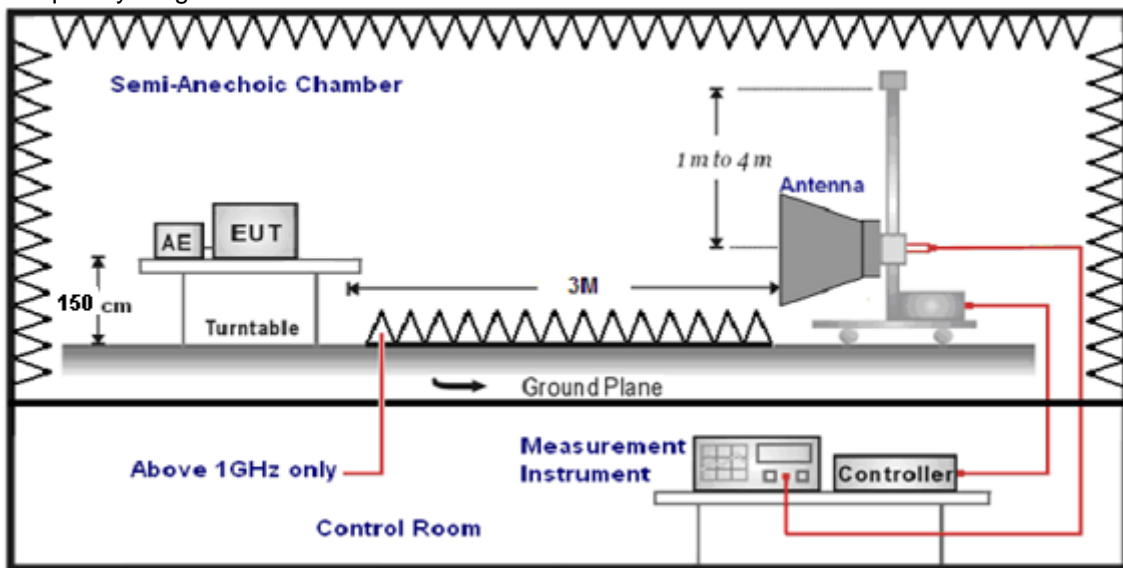 Semi-Anechoic Chamber
1 m to 4 m
Antenna
AE
EUT
3M
150 cm
Turntable
Ground Plane
Above 1GHz only
Measurement
Instrument
Controller
Control Room